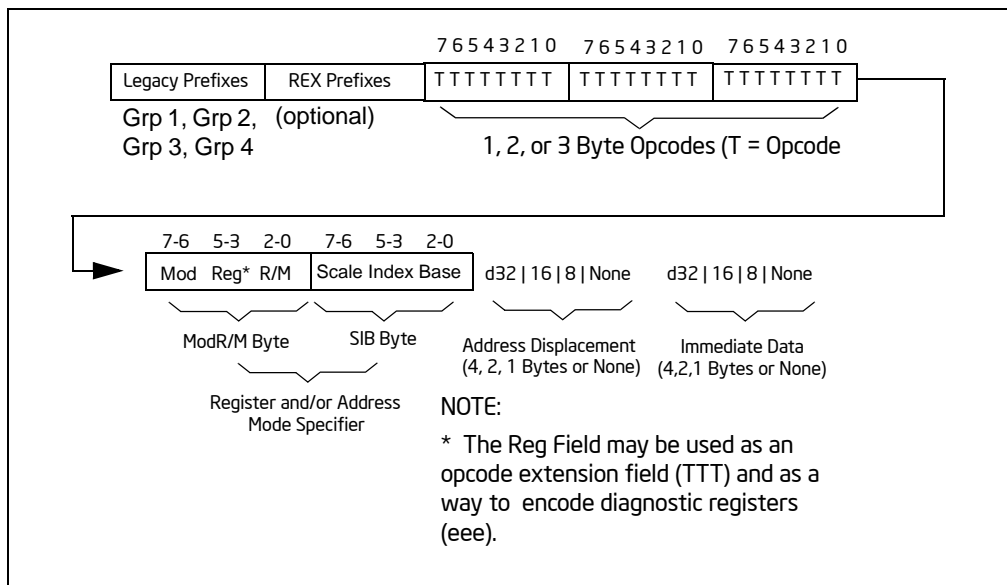 7 6 5 4 3 2 1 0 7 6 5 4 3 2 1 0 7 6 5 4 3 2 1 0
Legacy Prefixes REX Prefixes T T T T T T T T T T T T T T T T T T T T T T T T
Grp 1, Grp 2, (optional)
Grp 3, Grp 4
1, 2, or 3 Byte Opcodes (T = Opcode
7-6 5-3 2-0 7-6 5-3 2-0
Mod Reg* R/M Scale Index Base d32 | 16 | 8 | None d32 | 16 | 8 | None
ModR/M Byte SIB Byte
Address Displacement
(4, 2, 1 Bytes or None)
Immediate Data
(4,2,1 Bytes or None)
Register and/or Address
Mode Specifier
NOTE:
* The Reg Field may be used as an
opcode extension field (TTT) and as a
way to encode diagnostic registers
(eee).